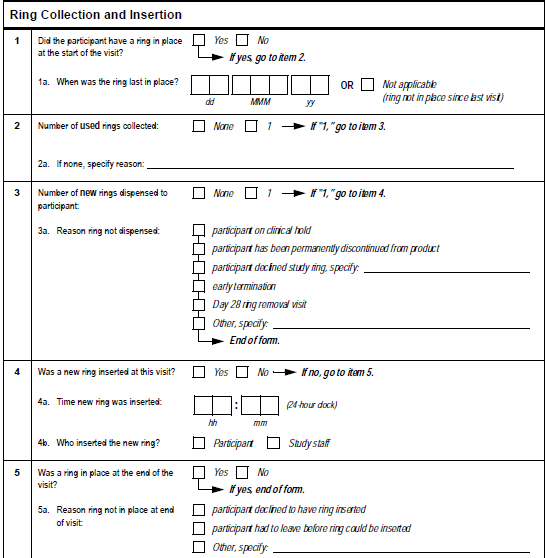 Ring Collection and Insertion
1 Did the participant have a ring in place Yes No
at the start of the visit? If yes, go to item 2.
1a. When was the ring last in place? OR Not applicable
(ring not in place since last visit)
dd MMM yy
2 Number of used rings collected: None 1 If "1," go to item 3.
2a. If none, specify reason:
3 Number of new rings dispensed to None 1 If "1," go to item 4.
participant:
3a. Reason ring not dispensed: participant on clinical hold
participant has been permanently discontinued from product
participant declined study ring, specify:
early termination
Day 28 ring removal visit
Other, specify:
End of form.
4 Was a new ring inserted at this visit? Yes No If no, go to item 5.
4a. Time new ring was inserted: : (24-hour clock)
hh mm
4b. Who inserted the new ring? Participant Study staff
5 Was a ring in place at the end of the Yes No
visit? If yes, end of form.
5a. Reason ring not in place at end participant declined to have ring inserted
of visit: participant had to leave before ring could be inserted
Other, specify: